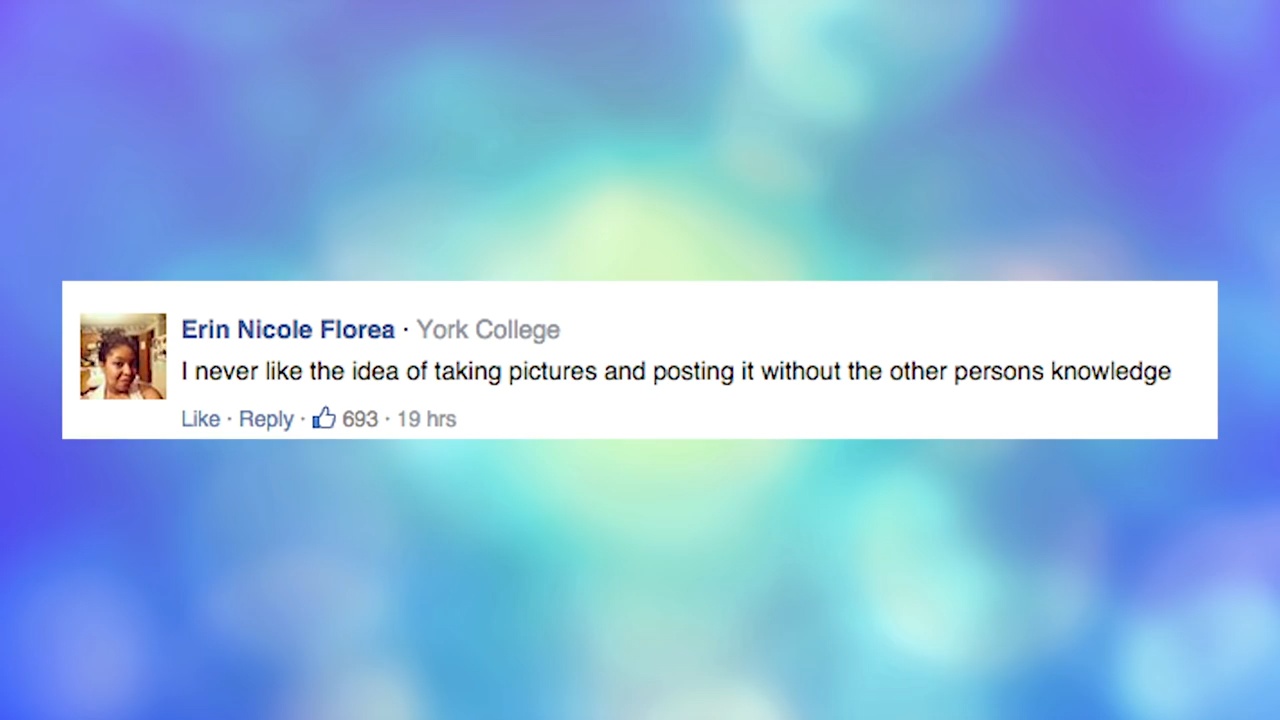 Erin Nicole Florea · York College
I never like the idea of taking pictures and posting it without the other persons knowledge
Like · Reply · 693 · 19 hrs